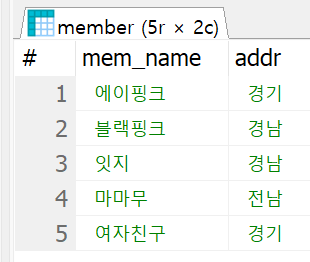 member (5r × 2c)
# mem_name addr
1 에이핑크 경기
2 블랙핑크 경남
3 잇지 경남
4 마마무 전남
5 여자친구 경기